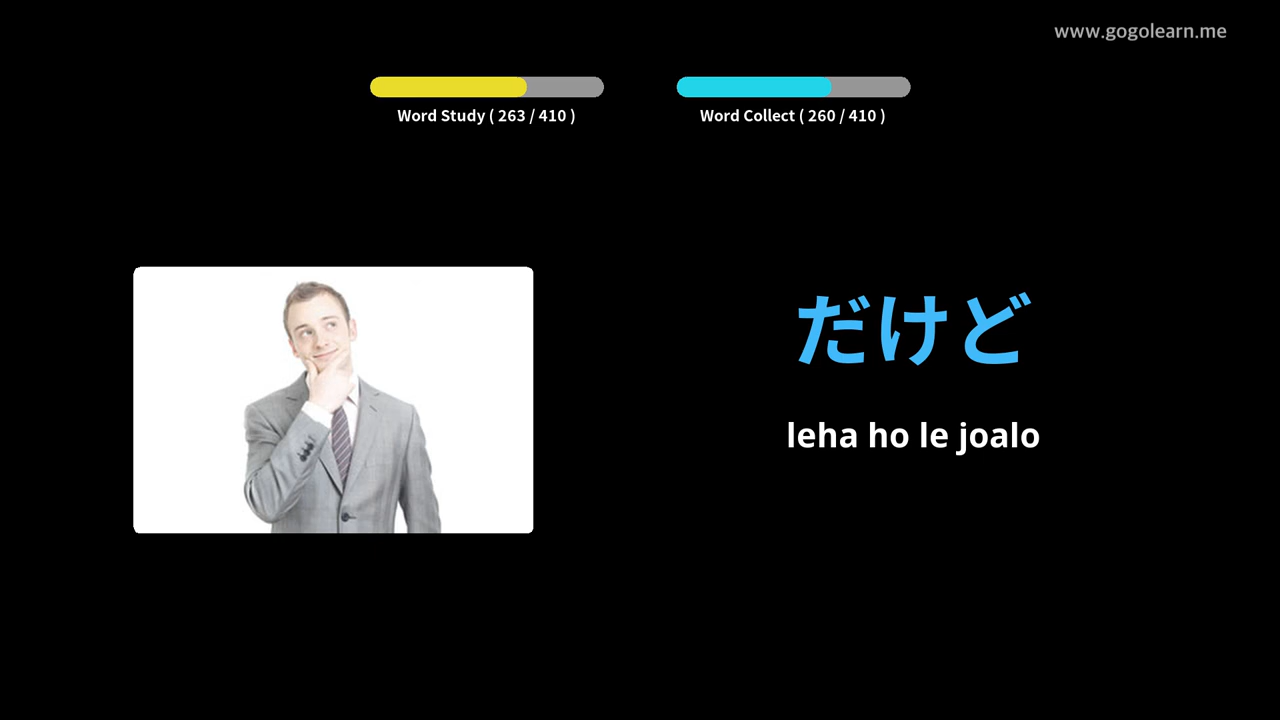 www.gogolearn.me
Word Study ( 263 / 410 )
Word Collect ( 260 / 410 )
だけど
leha ho le joalo